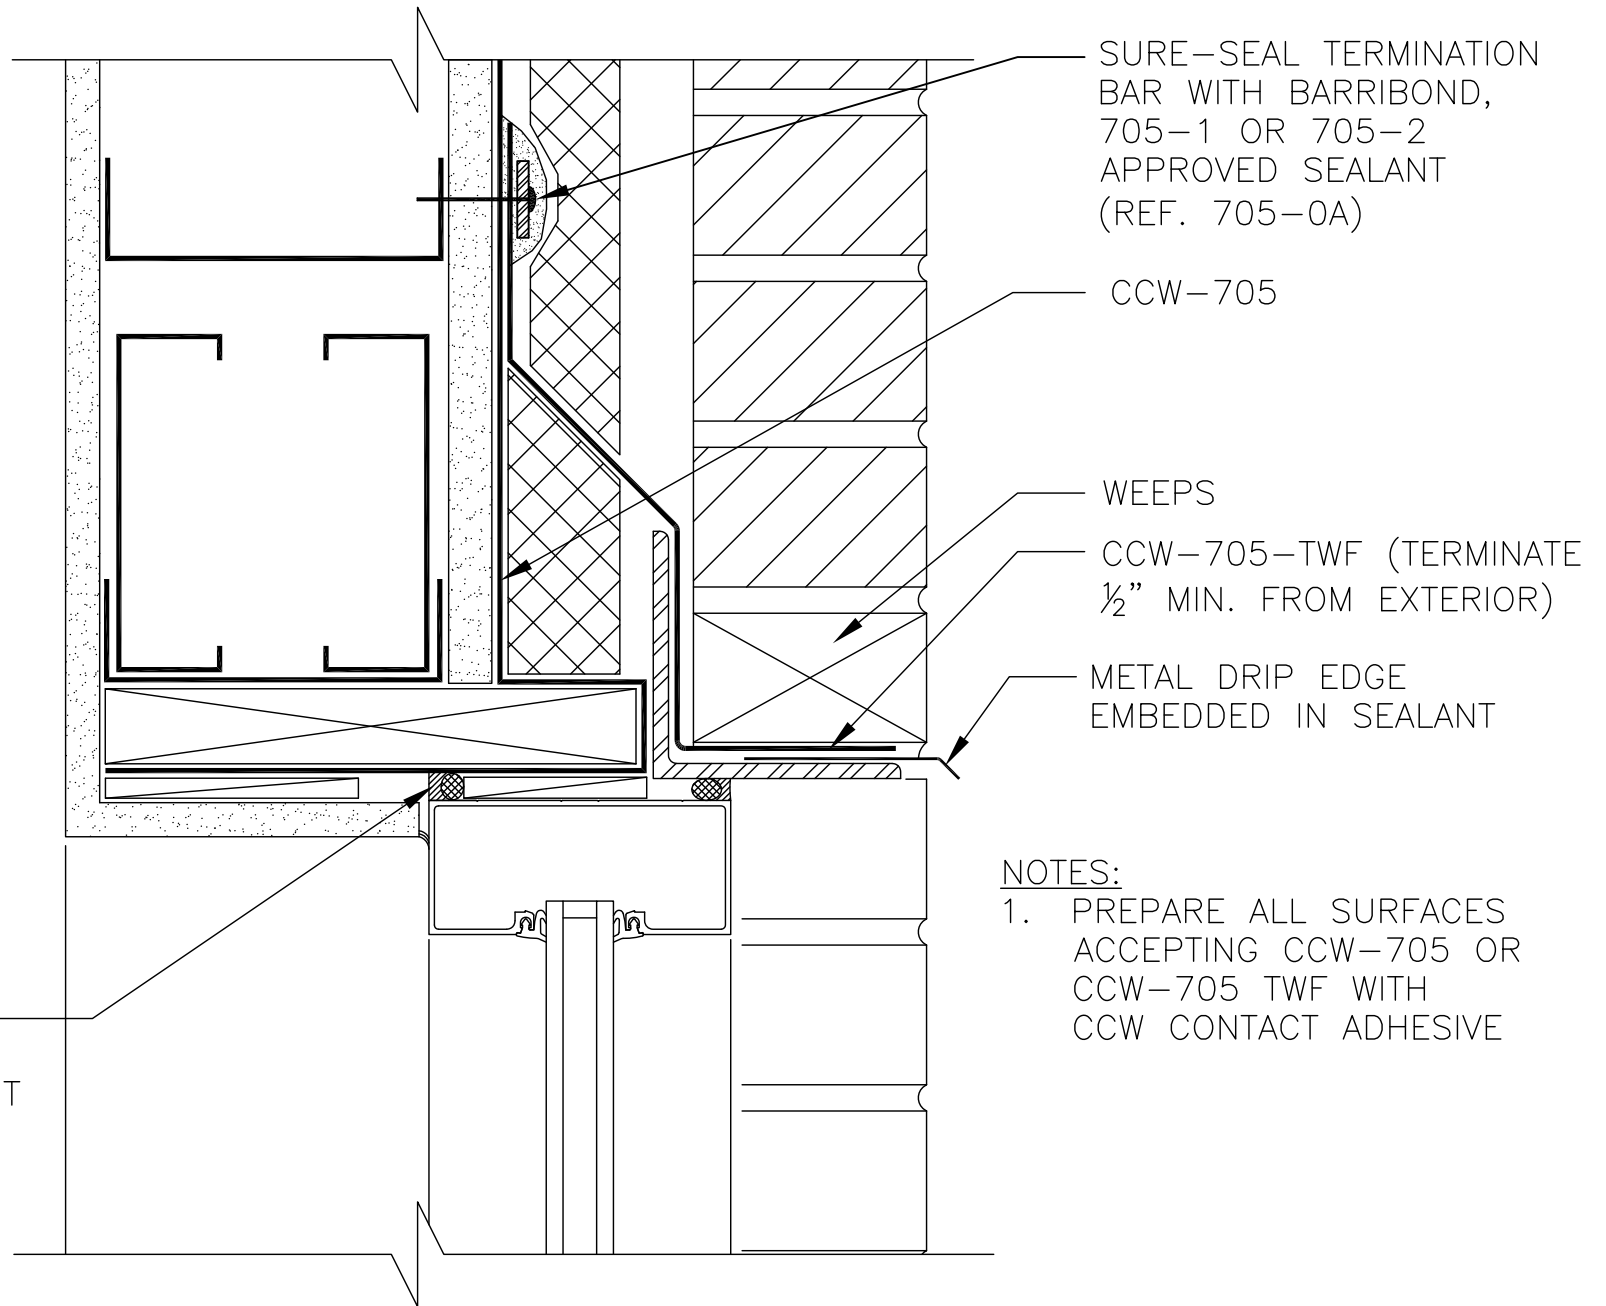 SURE-SEAL TERMINATION
BAR WITH BARRIBOND,
705-1 OR 705-2
APPROVED SEALANT
(REF. 705-0A)
CCW-705
WEEPS
CCW-705-TWF (TERMINATE
½" MIN. FROM EXTERIOR)
METAL DRIP EDGE
EMBEDDED IN SEALANT
NOTES:
1. PREPARE ALL SURFACES
ACCEPTING CCW-705 OR
CCW-705 TWF WITH
CCW CONTACT ADHESIVE
T